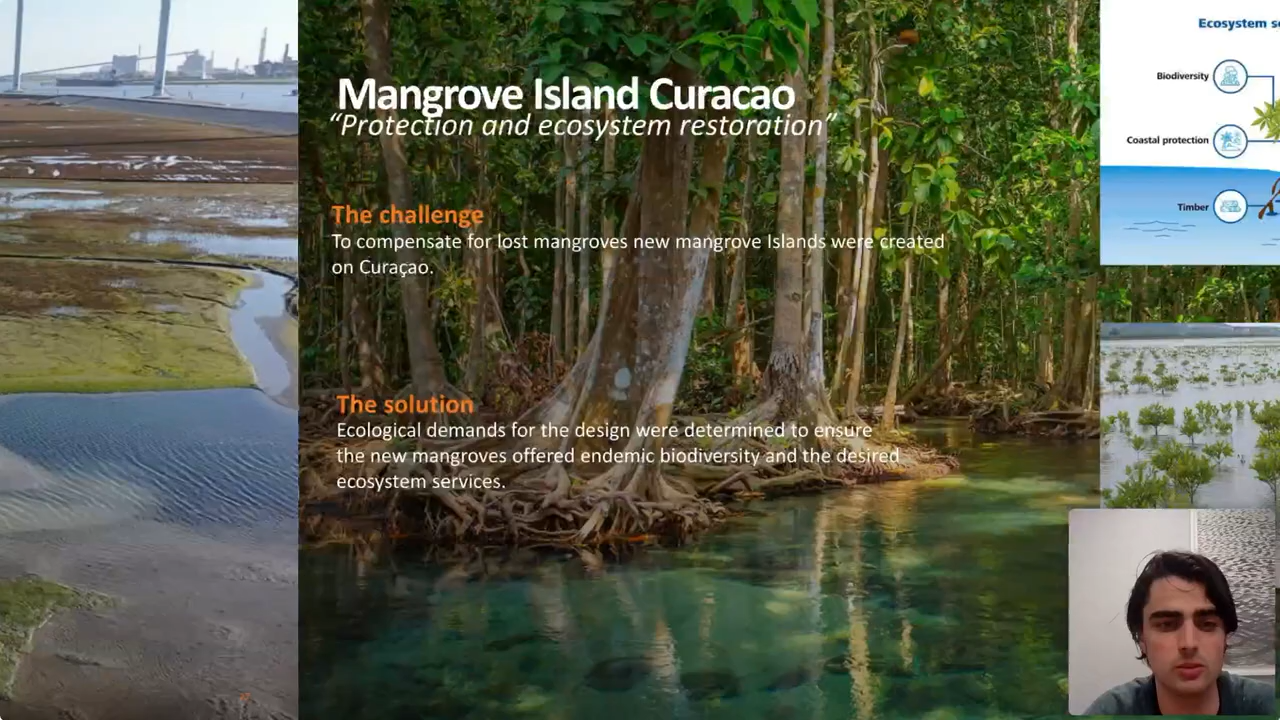 Mangrove Island Curacao
“Protection and ecosystem restoration”
The challenge
To compensate for lost mangroves new mangrove Islands were created
on Curaçao.
The solution
Ecological demands for the design were determined to ensure
the new mangroves offered endemic biodiversity and the desired
ecosystem services.
Ecosystem se
Biodiversity
Coastal protection
Timber